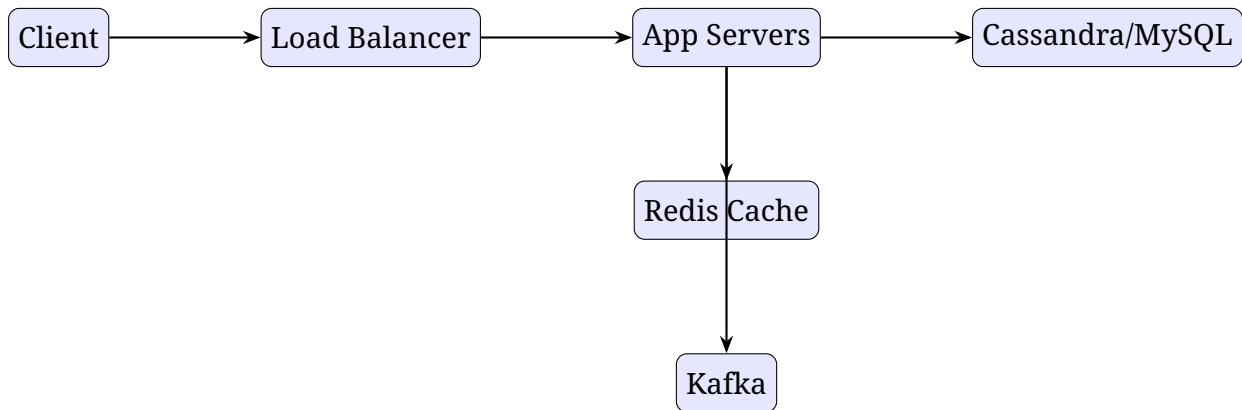 Client
Load Balancer
App Servers
Cassandra/MySQL
Redis Cache
Kafka